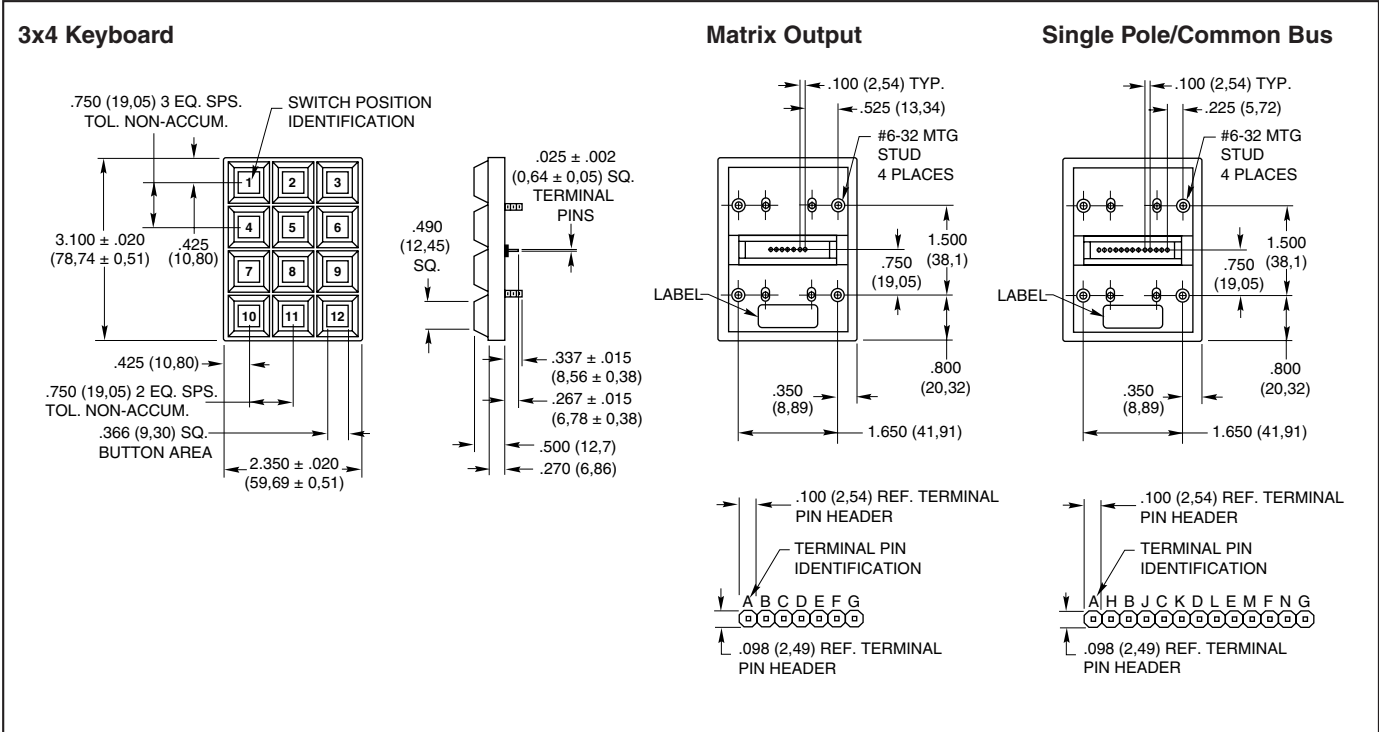 3x4 Keyboard
.750 (19,05) 3 EQ. SPS.
TOL. NON-ACCUM.
SWITCH POSITION
IDENTIFICATION
1
2
3
4
5
6
7
8
9
10
11
12
3.100 ± .020
(78,74 ± 0,51)
.425
(10,80)
.425 (10,80)
.750 (19,05) 2 EQ. SPS.
TOL. NON-ACCUM.
.366 (9,30) SQ.
BUTTON AREA
2.350 ± .020
(59,69 ± 0,51)
.025 ± .002
(0,64 ± 0,05) SQ.
TERMINAL
PINS
.490
(12,45)
SQ.
.337 ± .015
(8,56 ± 0,38)
.267 ± .015
(6,78 ± 0,38)
.500 (12,7)
.270 (6,86)
Matrix Output
.100 (2,54) TYP.
.525 (13,34)
#6-32 MTG
STUD
4 PLACES
1.500
(38,1)
.750
(19,05)
LABEL
.800
(20,32)
.350
(8,89)
1.650 (41,91)
.100 (2,54) REF. TERMINAL
PIN HEADER
TERMINAL PIN
IDENTIFICATION
A B C D E F G
.098 (2,49) REF. TERMINAL
PIN HEADER
Single Pole/Common Bus
.100 (2,54) TYP.
.225 (5,72)
#6-32 MTG
STUD
4 PLACES
1.500
(38,1)
.750
(19,05)
LABEL
.800
(20,32)
.350
(8,89)
1.650 (41,91)
.100 (2,54) REF. TERMINAL
PIN HEADER
TERMINAL PIN
IDENTIFICATION
A H B J C K D L E M F N G
.098 (2,49) REF. TERMINAL
PIN HEADER